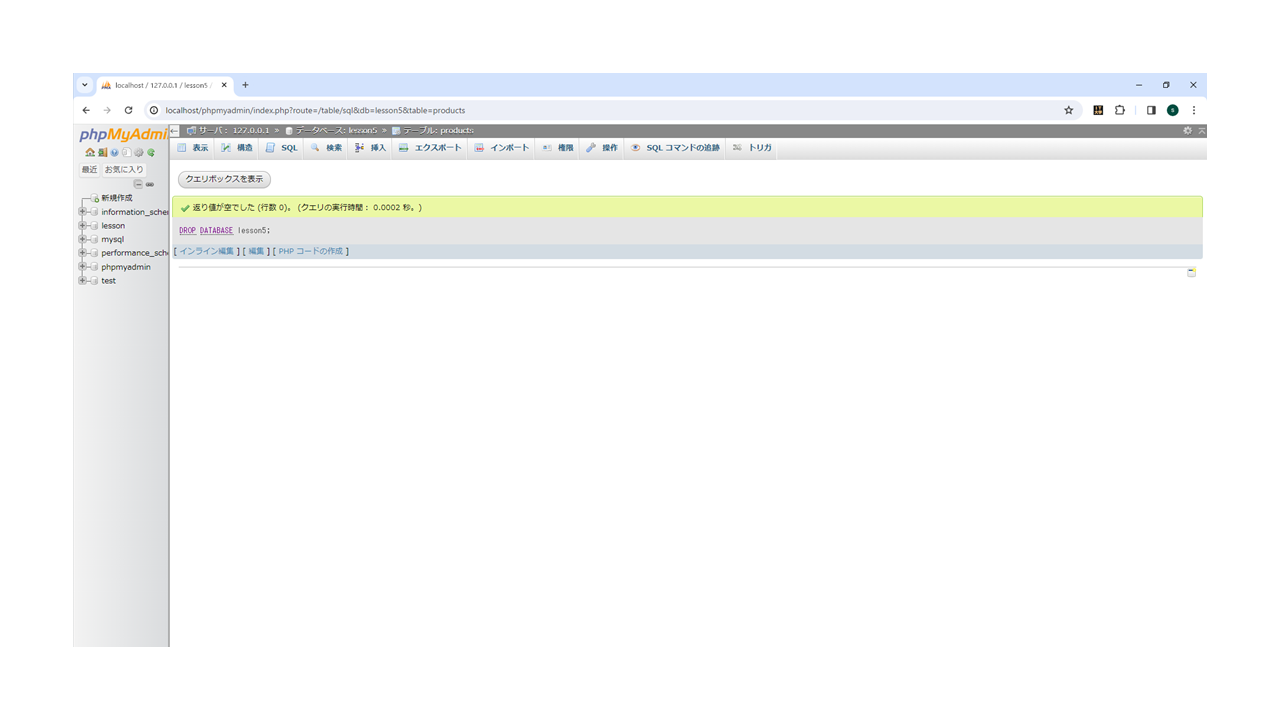 localhost / 127.0.0.1 / lesson5 /
localhost/phpmyadmin/index.php?route=/table/sql&db=lesson5&table=products
phpMyAdmi
サーバ: 127.0.0.1 » データベース: lesson5 » テーブル: products
表示 構造 SQL 検索 挿入 エクスポート インポート 権限 操作 SQL コマンドの追跡 トリガ
最近 お気に入り
新規作成
information_sche
lesson
mysql
performance_sch
phpmyadmin
test
クエリボックスを表示
返り値が空でした (行数 0)。 (クエリの実行時間: 0.0002 秒。)
DROP DATABASE lesson5;
[ インライン編集 ] [ 編集 ] [ PHP コードの作成 ]